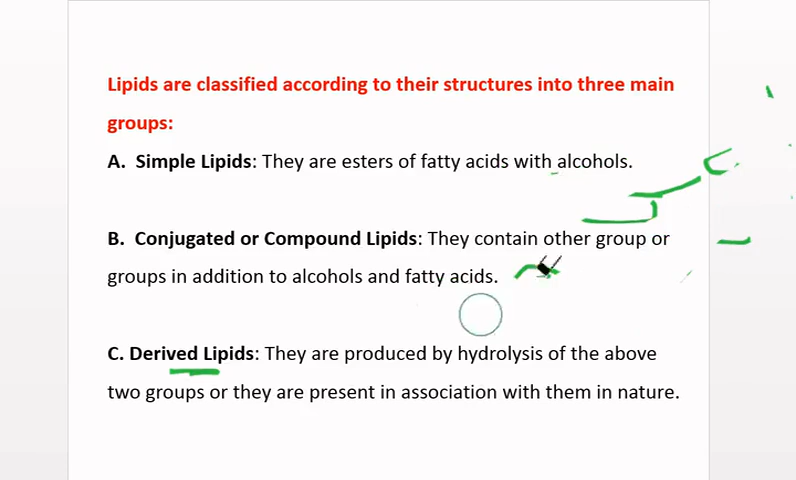 Lipids are classified according to their structures into three main
groups:
A. Simple Lipids: They are esters of fatty acids with alcohols.
B. Conjugated or Compound Lipids: They contain other group or
groups in addition to alcohols and fatty acids.
C. Derived Lipids: They are produced by hydrolysis of the above
two groups or they are present in association with them in nature.